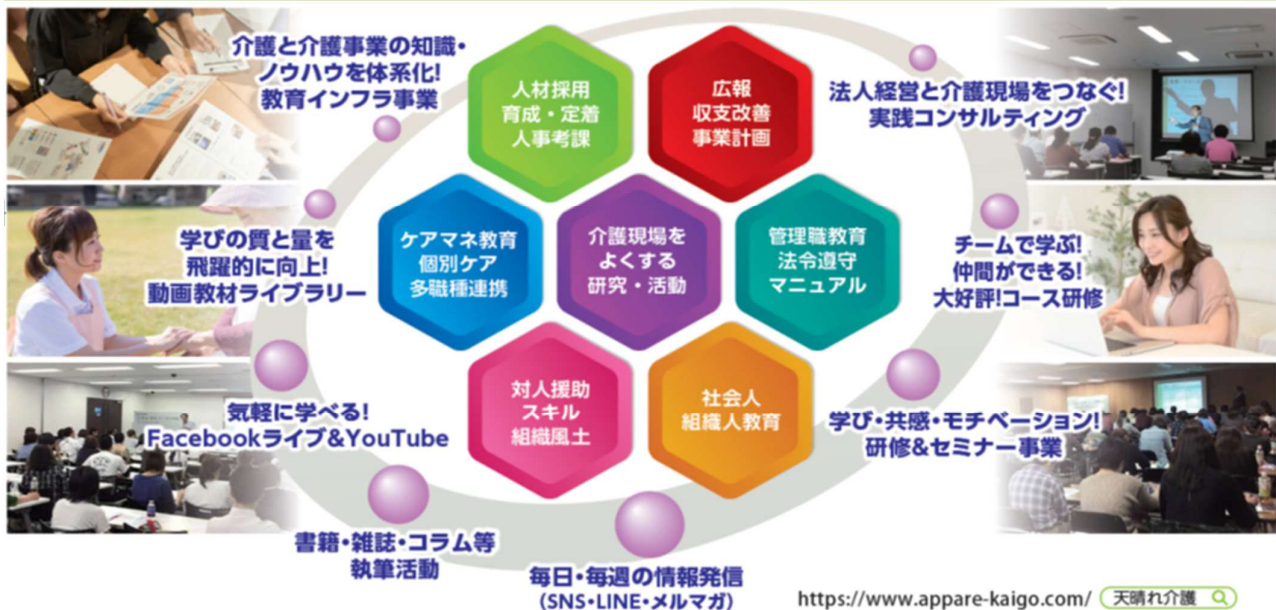 介護と介護事業の知識・
ノウハウを体系化!
教育インフラ事業
人材採用
育成・定着
人事考課
広報
収支改善
事業計画
法人経営と介護現場をつなぐ!
実践コンサルティング
学びの質と量を
飛躍的に向上!
動画教材ライブラリー
ケアマネ教育
個別ケア
多職種連携
介護現場を
よくする
研究・活動
管理職教育
法令遵守
マニュアル
チームで学ぶ!
仲間ができる!
大好評!コース研修
気軽に学べる!
Facebookライブ&YouTube
対人援助
スキル
組織風土
社会人
組織人教育
学び・共感・モチベーション!
研修&セミナー事業
書籍・雑誌・コラム等
執筆活動
毎日・毎週の情報発信
(SNS・LINE・メルマガ)
https://www.appare-kaigo.com/ 天晴れ介護